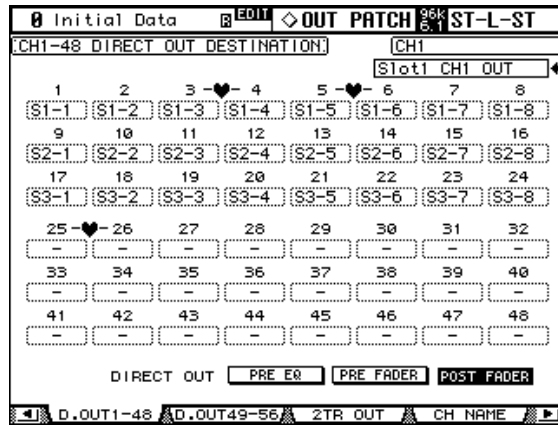 0 Initial Data R EDIT ◇OUT PATCH 96k 6.1 ST-L-ST
CH1-48 DIRECT OUT DESTINATION CH1
Slot1 CH1 OUT
1 2 3 -♥- 4 5 -♥- 6 7 8
S1-1 S1-2 S1-3 S1-4 S1-5 S1-6 S1-7 S1-8
9 10 11 12 13 14 15 16
S2-1 S2-2 S2-3 S2-4 S2-5 S2-6 S2-7 S2-8
17 18 19 20 21 22 23 24
S3-1 S3-2 S3-3 S3-4 S3-5 S3-6 S3-7 S3-8
25 -♥- 26 27 28 29 30 31 32
- - - - - - - -
33 34 35 36 37 38 39 40
- - - - - - - -
41 42 43 44 45 46 47 48
- - - - - - - -
DIRECT OUT PRE EQ PRE FADER POST FADER
D.OUT1-48 D.OUT49-56 2TR OUT CH NAME